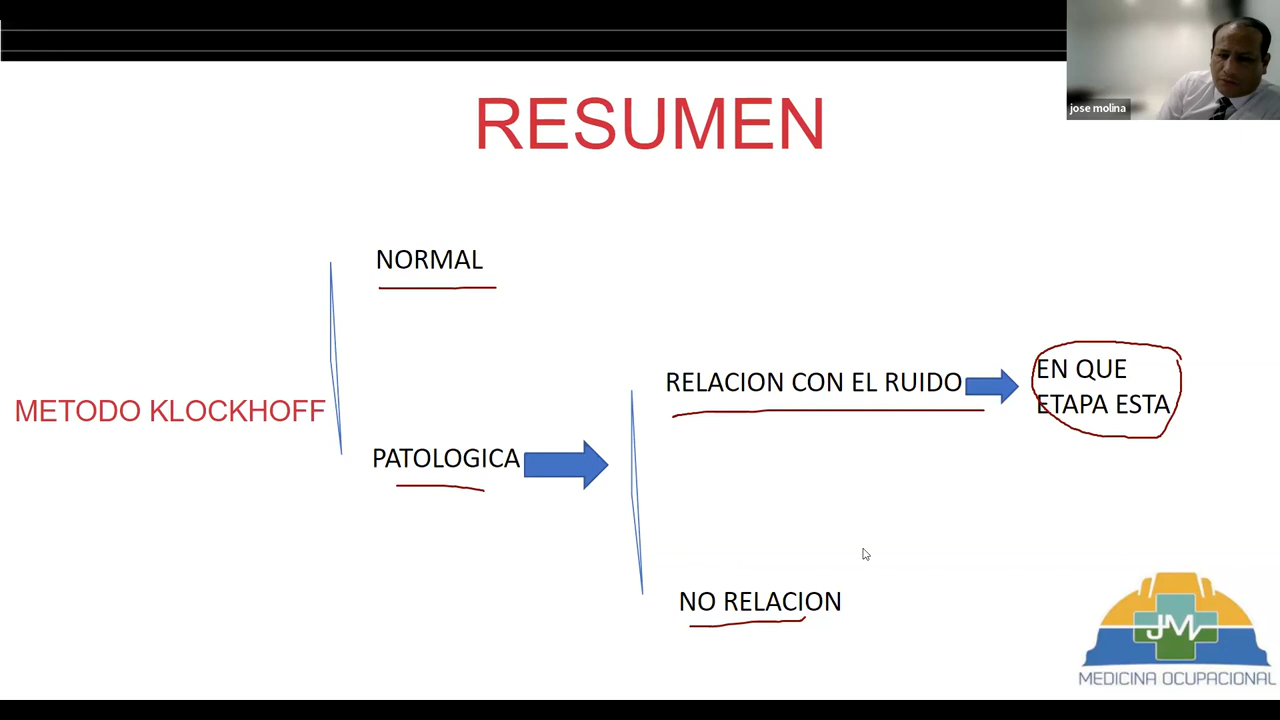 jose molina
RESUMEN
NORMAL
METODO KLOCKHOFF
PATOLOGICA
RELACION CON EL RUIDO
EN QUE
ETAPA ESTA
NO RELACION
JM
MEDICINA OCUPACIONAL